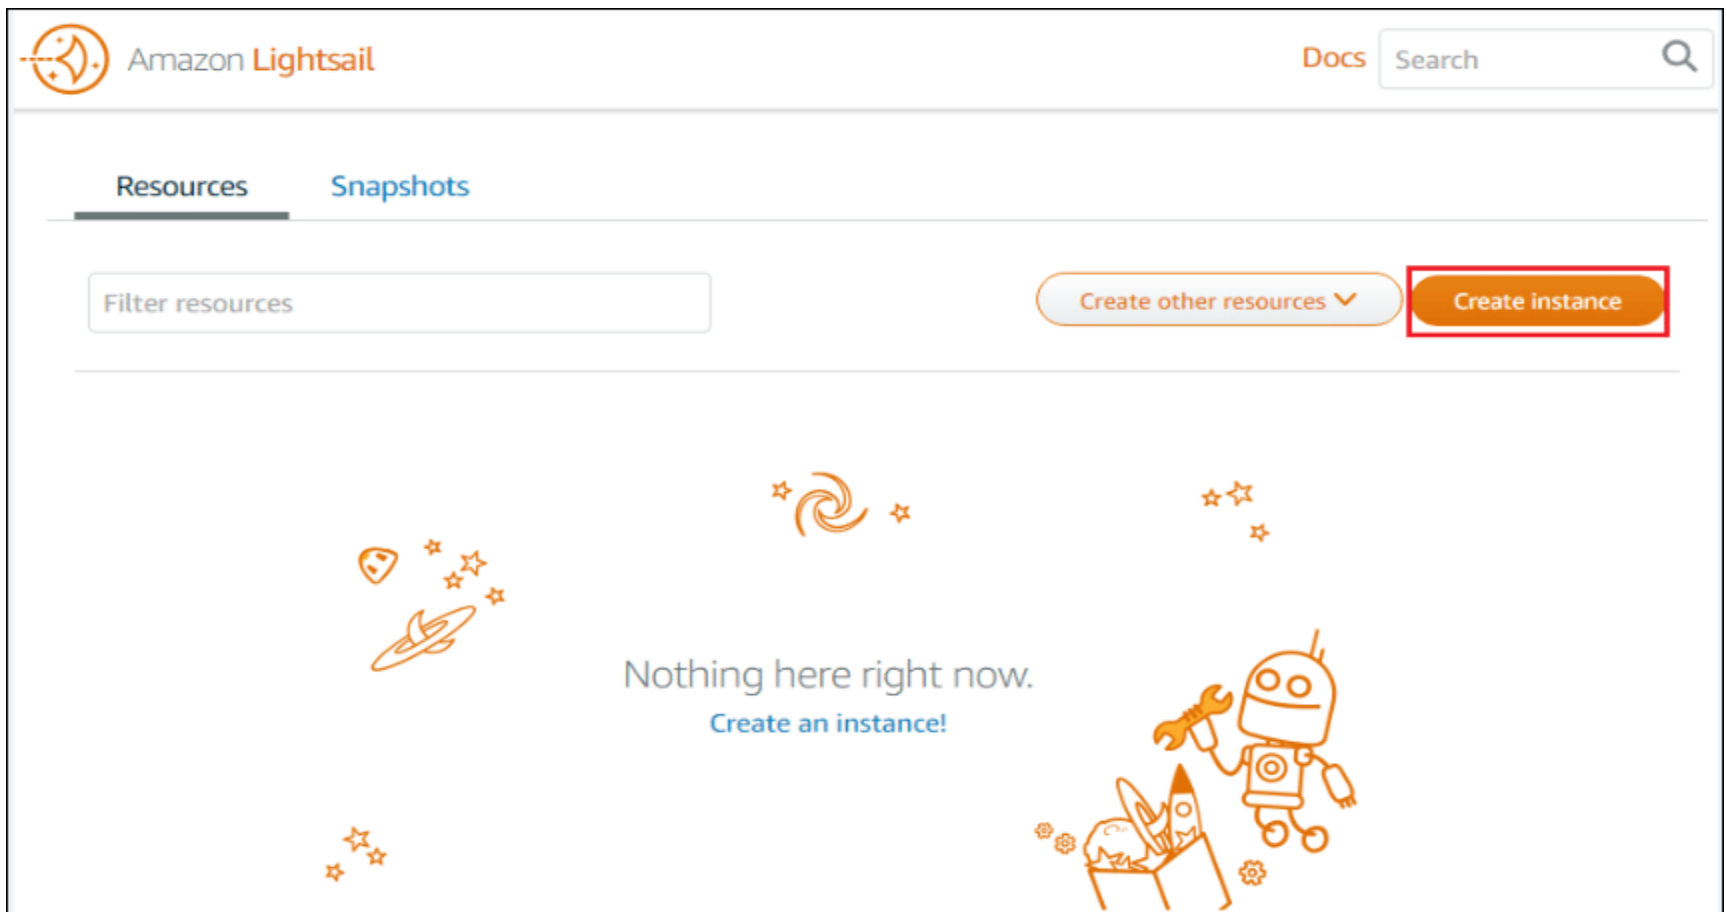 Amazon Lightsail
Docs
Search
Resources
Snapshots
Filter resources
Create other resources
Create instance
Nothing here right now.
Create an instance!